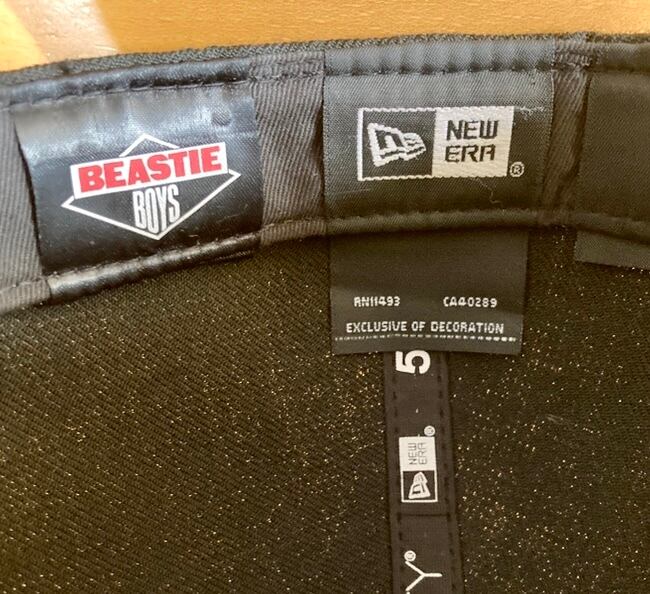 BEASTIE
BOYS
NEW
ERA®
RN11493 CA40289
EXCLUSIVE OF DECORATION
5
NEW
ERA®
Y®